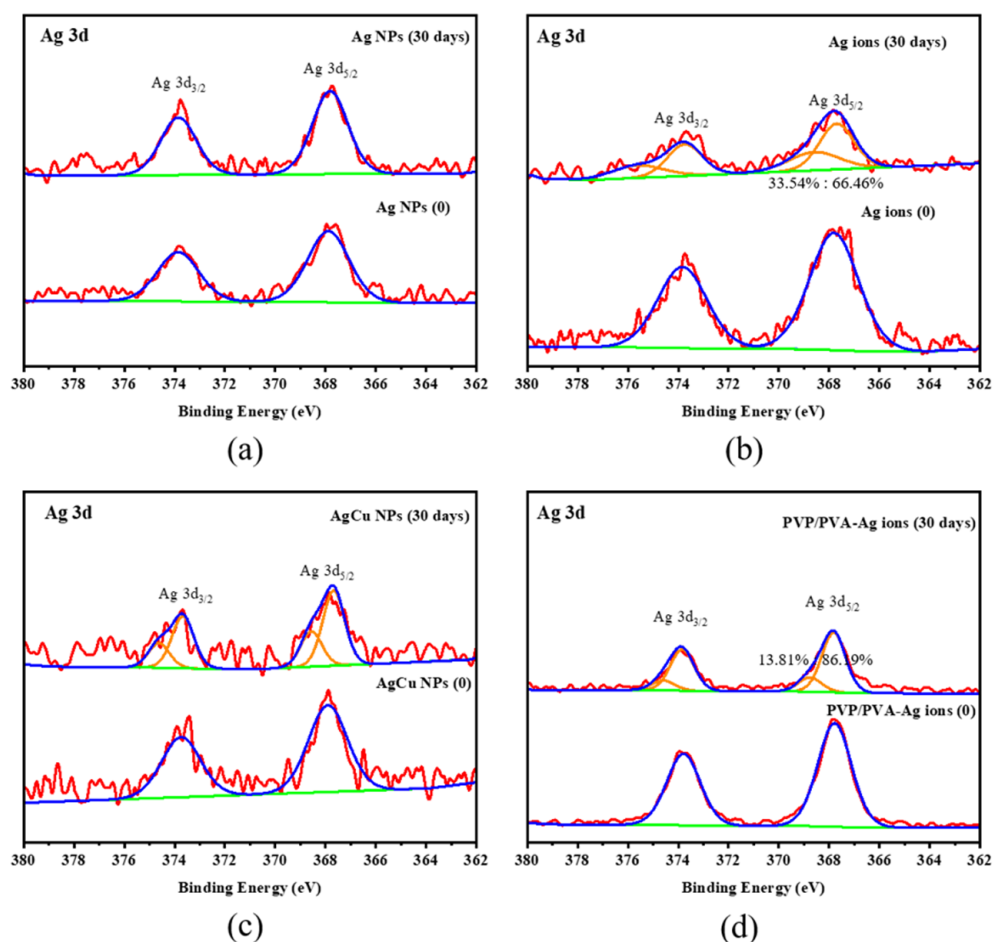 Ag 3d
Ag NPs (30 days)
Ag 3d3/2
Ag 3d5/2
Ag NPs (0)
380 378 376 374 372 370 368 366 364 362
Binding Energy (eV)
(a)
Ag 3d
Ag ions (30 days)
Ag 3d3/2
Ag 3d5/2
33.54% : 66.46%
Ag ions (0)
380 378 376 374 372 370 368 366 364 362
Binding Energy (eV)
(b)
Ag 3d
AgCu NPs (30 days)
Ag 3d3/2
Ag 3d5/2
AgCu NPs (0)
380 378 376 374 372 370 368 366 364 362
Binding Energy (eV)
(c)
Ag 3d
PVP/PVA-Ag ions (30 days)
Ag 3d3/2
Ag 3d5/2
13.81% 86.19%
PVP/PVA-Ag ions (0)
380 378 376 374 372 370 368 366 364 362
Binding Energy (eV)
(d)